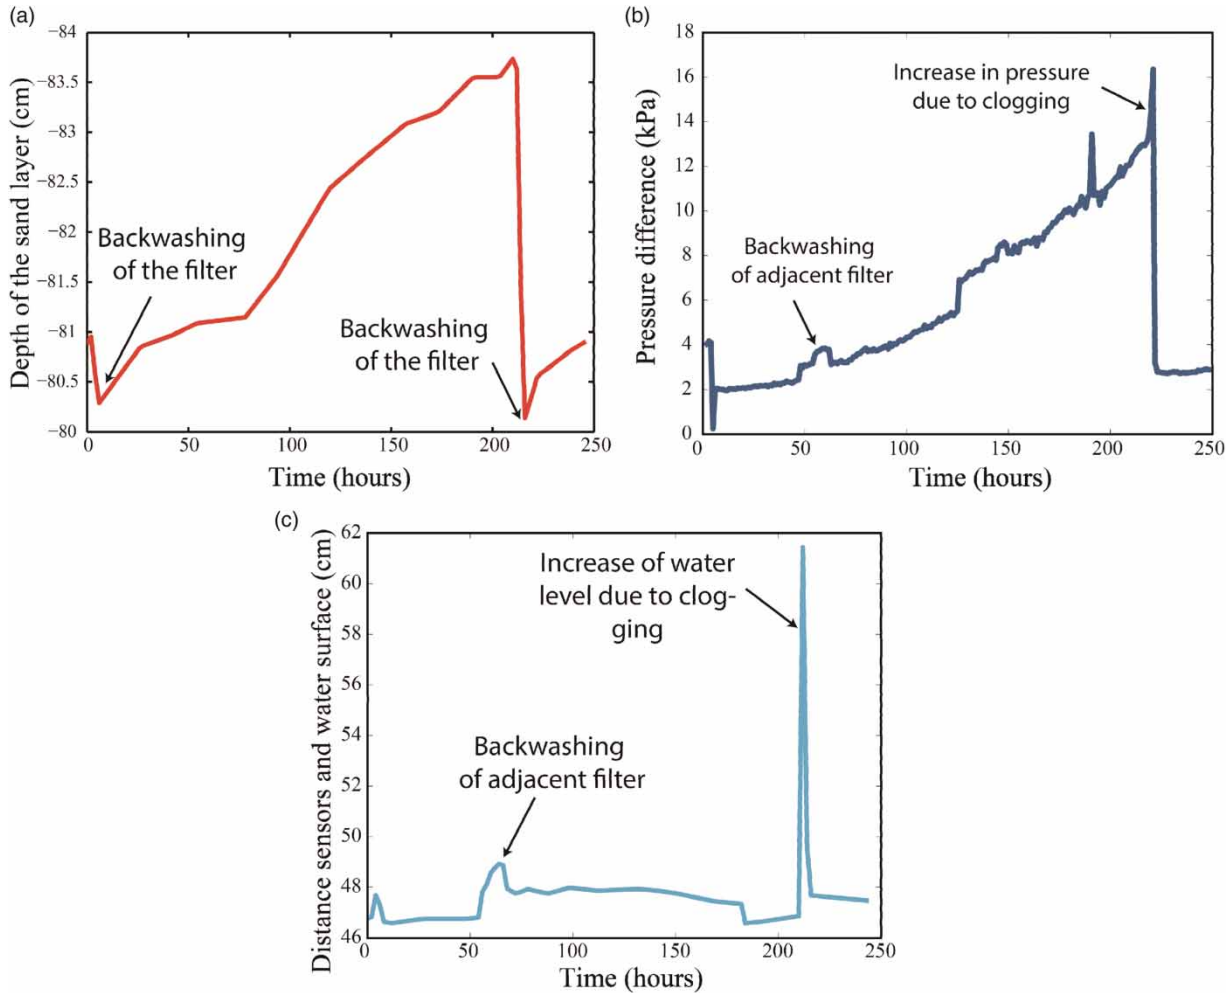 (a)
−84
−83.5
−83
−82.5
−82
−81.5
−81
−80.5
−80
Depth of the sand layer (cm)
Backwashing
of the filter
Backwashing
of the filter
0
50
100
150
200
250
Time (hours)
(b)
18
16
14
12
10
8
6
4
2
0
Pressure difference (kPa)
Increase in pressure
due to clogging
Backwashing
of adjacent filter
0
50
100
150
200
250
Time (hours)
(c)
62
60
58
56
54
52
50
48
46
Distance sensors and water surface (cm)
Increase of water
level due to clog-
ging
Backwashing
of adjacent filter
0
50
100
150
200
250
Time (hours)